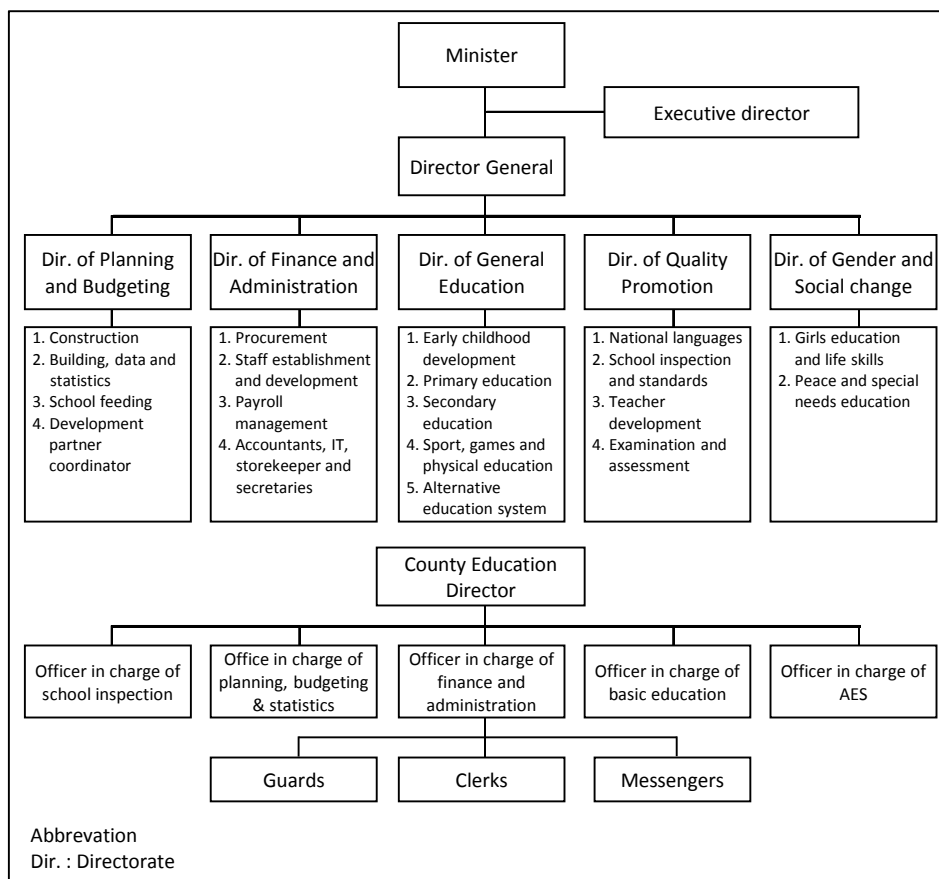 Minister
Executive director
Director General
Dir. of Planning
and Budgeting
Dir. of Finance and
Administration
Dir. of General
Education
Dir. of Quality
Promotion
Dir. of Gender and
Social change
1. Construction
2. Building, data and
statistics
3. School feeding
4. Development
partner
coordinator
1. Procurement
2. Staff establishment
and development
3. Payroll
management
4. Accountants, IT,
storekeeper and
secretaries
1. Early childhood
development
2. Primary education
3. Secondary
education
4. Sport, games and
physical education
5. Alternative
education system
1. National languages
2. School inspection
and standards
3. Teacher
development
4. Examination and
assessment
1. Girls education
and life skills
2. Peace and special
needs education
County Education
Director
Officer in charge of
school inspection
Office in charge of
planning, budgeting
& statistics
Officer in charge of
finance and
administration
Officer in charge of
basic education
Officer in charge of
AES
Guards
Clerks
Messengers
Abbrevation
Dir. : Directorate